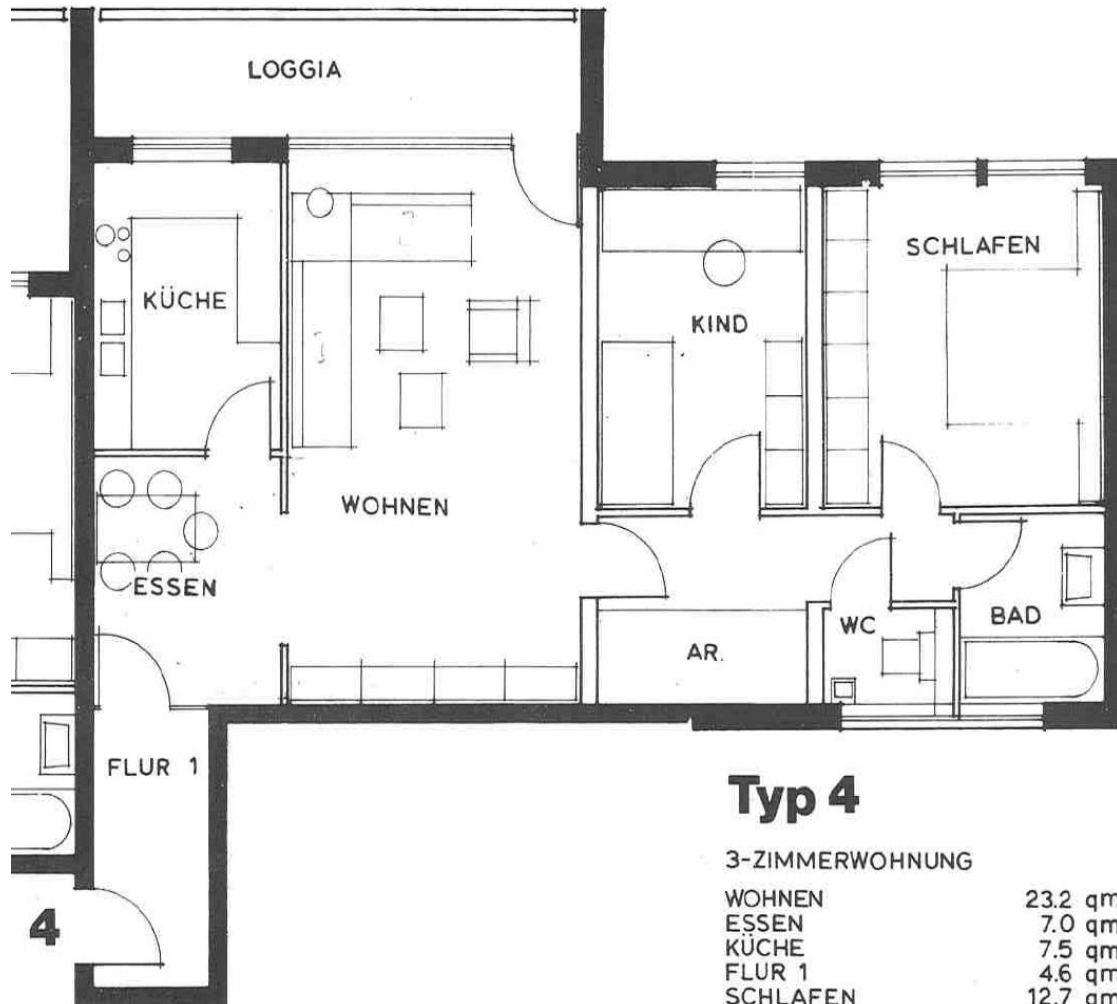 LOGGIA
KÜCHE
SCHLAFEN
KIND
WOHNEN
ESSEN
WC
BAD
AR.
FLUR 1
4
Typ 4
3-ZIMMERWOHNUNG
WOHNEN 23.2 qm
ESSEN 7.0 qm
KÜCHE 7.5 qm
FLUR 1 4.6 qm
SCHLAFEN 12.7 qm